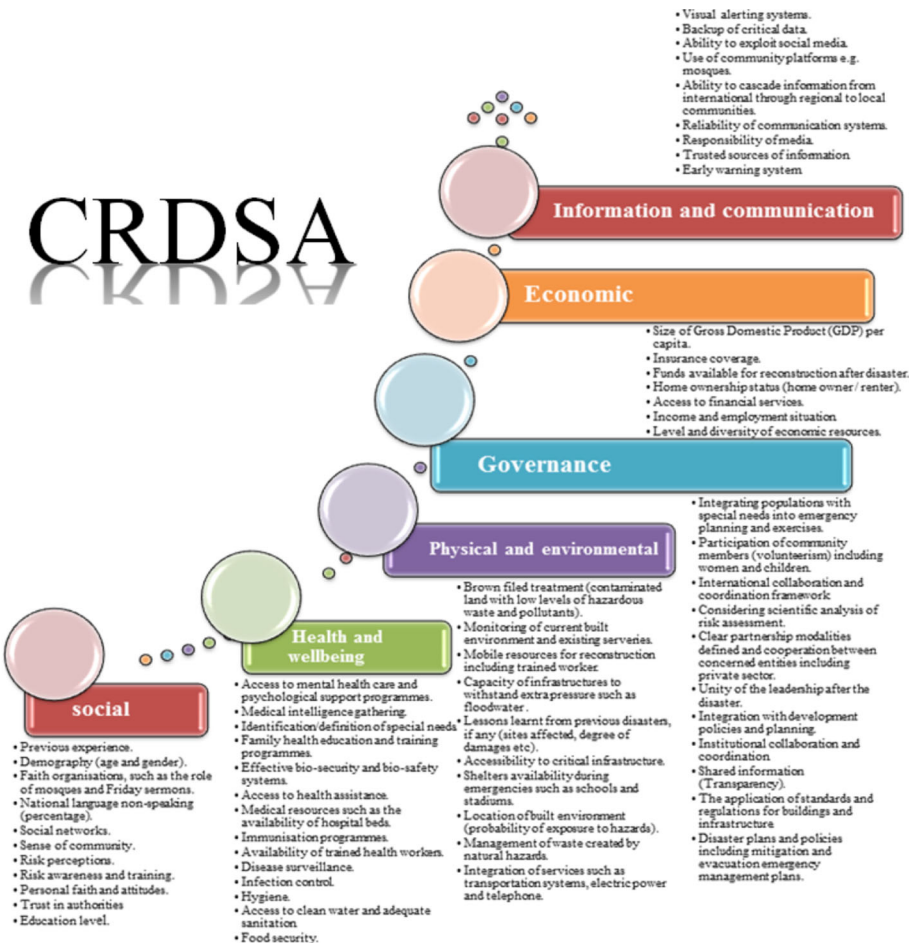 • Visual alerting systems.
• Backup of critical data.
• Ability to exploit social media.
• Use of community platforms e.g.
mosques.
• Ability to cascade information from
international through regional to local
communities.
• Reliability of communication systems.
• Responsibility of media.
• Trusted sources of information
• Early warning system
CRDSA
Information and communication
Economic
• Size of Gross Domestic Product (GDP) per
capita.
• Insurance coverage.
• Funds available for reconstruction after disaster.
• Home ownership status (home owner / renter).
• Access to financial services.
• Income and employment situation
• Level and diversity of economic resources.
Governance
• Integrating populations with
special needs into emergency
planning and exercises.
• Participation of community
members (volunteerism) including
women and children.
• International collaboration and
coordination framework
• Considering scientific analysis of
risk assessment.
• Clear partnership modalities
defined and cooperation between
concerned entities including
private sector.
• Unity of the leadership after the
disaster.
• Integration with development
policies and planning.
• Institutional collaboration and
coordination
• Shared information
(Transparency).
• The application of standards and
regulations for buildings and
infrastructure
• Disaster plans and policies
including mitigation and
evacuation emergency
management plans.
Physical and environmental
• Brown filed treatment (contaminated
land with low levels of hazardous
waste and pollutants).
• Monitoring of current built
environment and existing serveries.
• Mobile resources for reconstruction
including trained worker.
• Capacity of infrastructures to
withstand extra pressure such as
floodwater.
• Lessons learnt from previous disasters,
if any (sites affected, degree of
damages etc).
• Accessibility to critical infrastructure.
• Shelters availability during
emergencies such as schools and
stadiums.
• Location of built environment
(probability of exposure to hazards).
• Management of waste created by
natural hazards.
• Integration of services such as
transportation systems, electric power
and telephone.
Health and
wellbeing
• Access to mental health care and
psychological support programmes.
• Medical intelligence gathering.
• Identification/definition of special needs
• Family health education and training
programmes.
• Effective bio-security and bio-safety
systems.
• Access to health assistance.
• Medical resources such as the
availability of hospital beds.
• Immunisation programmes.
• Availability of trained health workers.
• Disease surveillance.
• Infection control.
• Hygiene.
• Access to clean water and adequate
sanitation
• Food security.
social
• Previous experience.
• Demography (age and gender).
• Faith organisations, such as the role
of mosques and Friday sermons.
• National language non-speaking
(percentage).
• Social networks.
• Sense of community.
• Risk perceptions.
• Risk awareness and training.
• Personal faith and attitudes.
• Trust in authorities
• Education level.